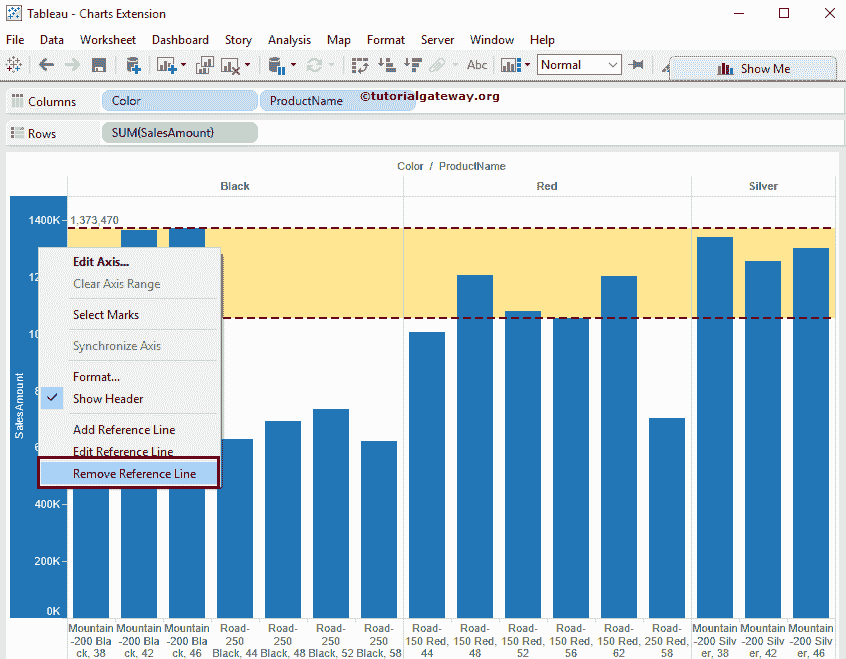 Tableau - Charts Extension
File Data Worksheet Dashboard Story Analysis Map Format Server Window Help
Abc Normal Show Me
Columns Color ProductName ©tutorialgateway.org
Rows SUM(SalesAmount)
Color / ProductName
Black Red Silver
1400K 1,373,470
Edit Axis...
Clear Axis Range
Select Marks
Synchronize Axis
Format...
Show Header
Add Reference Line
Edit Reference Line
Remove Reference Line
SalesAmount
400K
200K
0K
Mountain Mountain Mountain Road- Road- Road- Road- Road- Road- Road- Road- Road- Road- Mountain Mountain Mountain
-200 Bla -200 Bla -200 Bla 250 250 250 250 150 Red, 150 Red, 150 Red, 150 Red, 150 Red, 250 Red, -200 Silv -200 Silv -200 Silv
ck, 38 ck, 42 ck, 46 Black, 44 Black, 48 Black, 52 Black, 58 44 48 52 56 62 58 er, 38 er, 42 er, 46